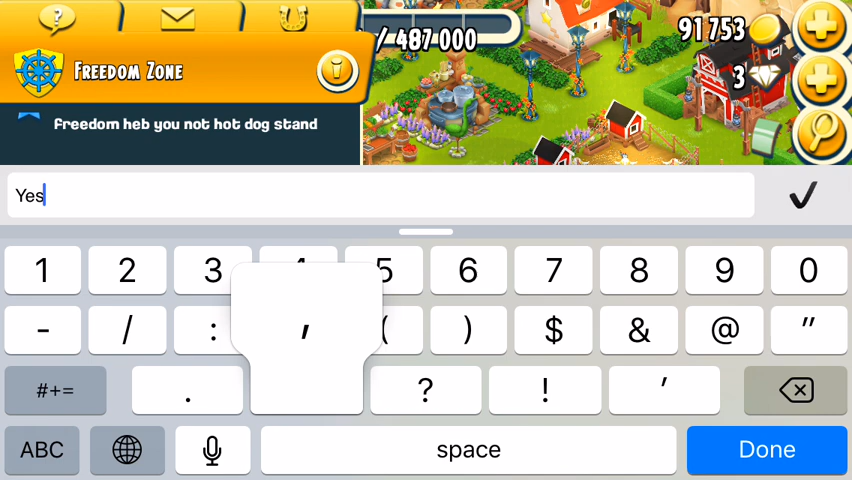 / 487 000
91 753
3
FREEDOM ZONE
i
freedom heb you not hot dog stand
Yes
1 2 3 4 5 6 7 8 9 0
- / : , ( ) $ & @ "
#+= . ? ! '
ABC space Done